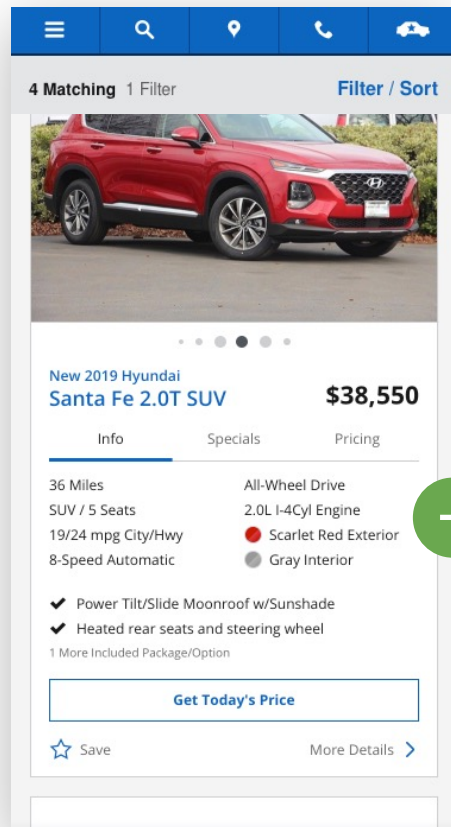 4 Matching 1 Filter Filter / Sort
New 2019 Hyundai
Santa Fe 2.0T SUV $38,550
Info Specials Pricing
36 Miles All-Wheel Drive
SUV / 5 Seats 2.0L I-4Cyl Engine
19/24 mpg City/Hwy Scarlet Red Exterior
8-Speed Automatic Gray Interior
Power Tilt/Slide Moonroof w/Sunshade
Heated rear seats and steering wheel
1 More Included Package/Option
Get Today's Price
Save More Details